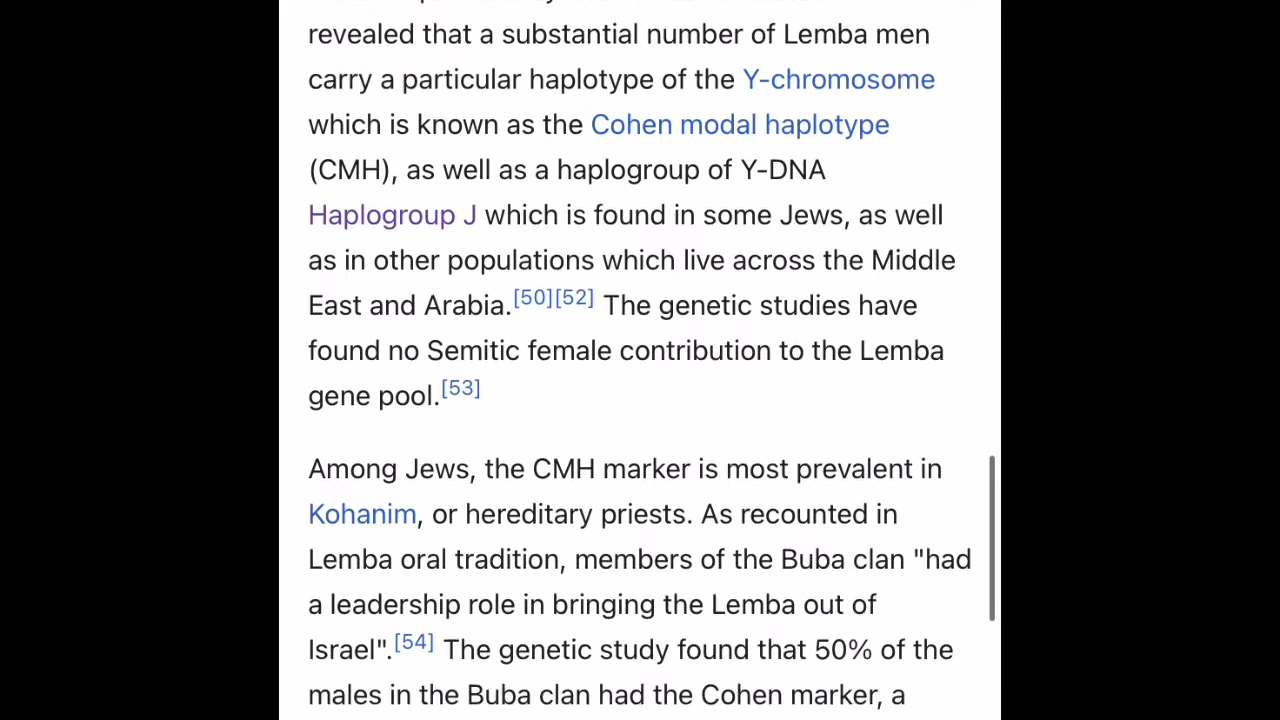 revealed that a substantial number of Lemba men
carry a particular haplotype of the Y-chromosome
which is known as the Cohen modal haplotype
(CMH), as well as a haplogroup of Y-DNA
Haplogroup J which is found in some Jews, as well
as in other populations which live across the Middle
East and Arabia.[50][52] The genetic studies have
found no Semitic female contribution to the Lemba
gene pool.[53]
Among Jews, the CMH marker is most prevalent in
Kohanim, or hereditary priests. As recounted in
Lemba oral tradition, members of the Buba clan "had
a leadership role in bringing the Lemba out of
Israel".[54] The genetic study found that 50% of the
males in the Buba clan had the Cohen marker, a